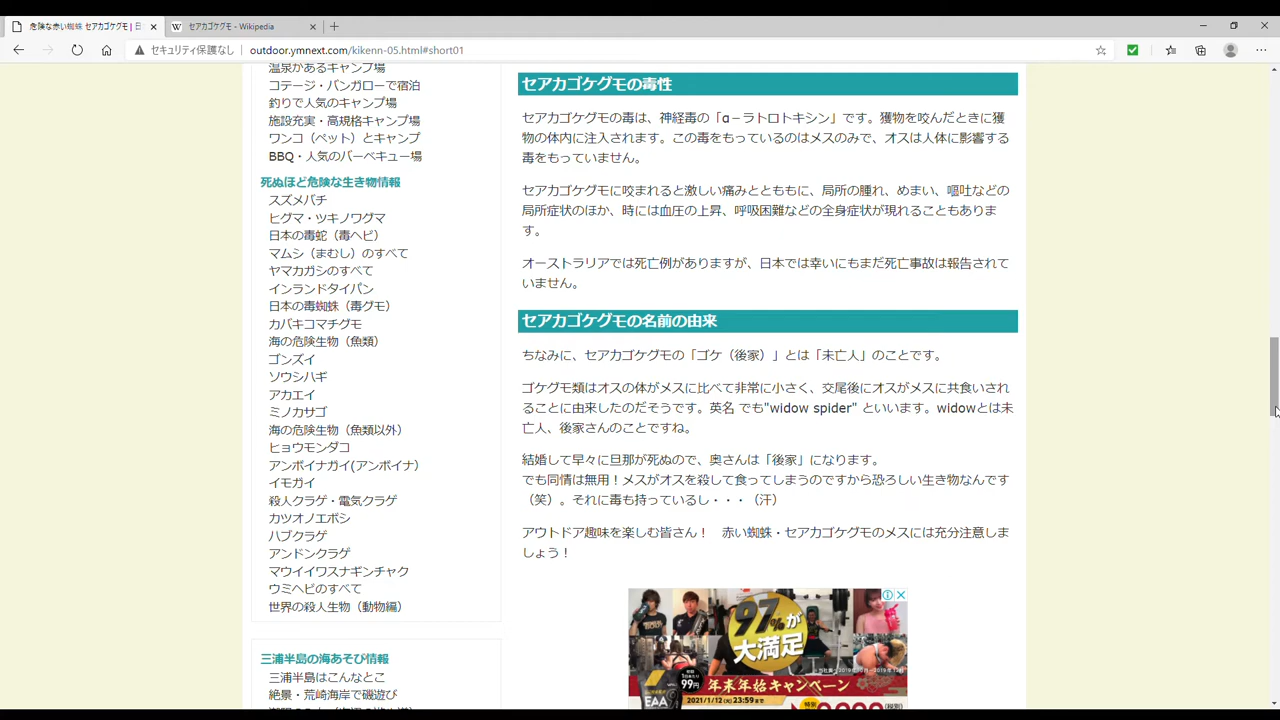 危険な赤い蜘蛛 セアカゴケグモ | 日
セアカゴケグモ - Wikipedia
セキュリティ保護なし
outdoor.ymnext.com/kikenn-05.html#short01
温泉があるキャンプ場
コテージ・バンガローで宿泊
釣りで人気のキャンプ場
施設充実・高規格キャンプ場
ワンコ（ペット）とキャンプ
BBQ・人気のバーベキュー場
死ぬほど危険な生き物情報
スズメバチ
ヒグマ・ツキノワグマ
日本の毒蛇（毒ヘビ）
マムシ（まむし）のすべて
ヤマカガシのすべて
インランドタイパン
日本の毒蜘蛛（毒グモ）
カバキコマチグモ
海の危険生物（魚類）
ゴンズイ
ソウシハギ
アカエイ
ミノカサゴ
海の危険生物（魚類以外）
ヒョウモンダコ
アンボイナガイ(アンボイナ）
イモガイ
殺人クラゲ・電気クラゲ
カツオノエボシ
ハブクラゲ
アンドンクラゲ
マウイイワスナギンチャク
ウミヘビのすべて
世界の殺人生物（動物編）
三浦半島の海あそび情報
三浦半島はこんなとこ
絶景・荒崎海岸で磯遊び
セアカゴケグモの毒性
セアカゴケグモの毒は、神経毒の「α－ラトロトキシン」です。獲物を咬んだときに獲
物の体内に注入されます。この毒をもっているのはメスのみで、オスは人体に影響する
毒をもっていません。
セアカゴケグモに咬まれると激しい痛みとともに、局所の腫れ、めまい、嘔吐などの
局所症状のほか、時には血圧の上昇、呼吸困難などの全身症状が現れることもありま
す。
オーストラリアでは死亡例がありますが、日本では幸いにもまだ死亡事故は報告されて
いません。
セアカゴケグモの名前の由来
ちなみに、セアカゴケグモの「ゴケ（後家）」とは「未亡人」のことです。
ゴケグモ類はオスの体がメスに比べて非常に小さく、交尾後にオスがメスに共食いされ
ることに由来したのだそうです。英名 でも"widow spider" といいます。widowとは未
亡人、後家さんのことですね。
結婚して早々に旦那が死ぬので、奥さんは「後家」になります。
でも同情は無用！メスがオスを殺して食ってしまうのですから恐ろしい生き物なんです
（笑）。それに毒も持っているし・・・（汗）
アウトドア趣味を楽しむ皆さん！　赤い蜘蛛・セアカゴケグモのメスには充分注意しま
しょう！
97%が
大満足
99円
年末年始キャンペーン
EAA
2021/1/12(火)23:59まで